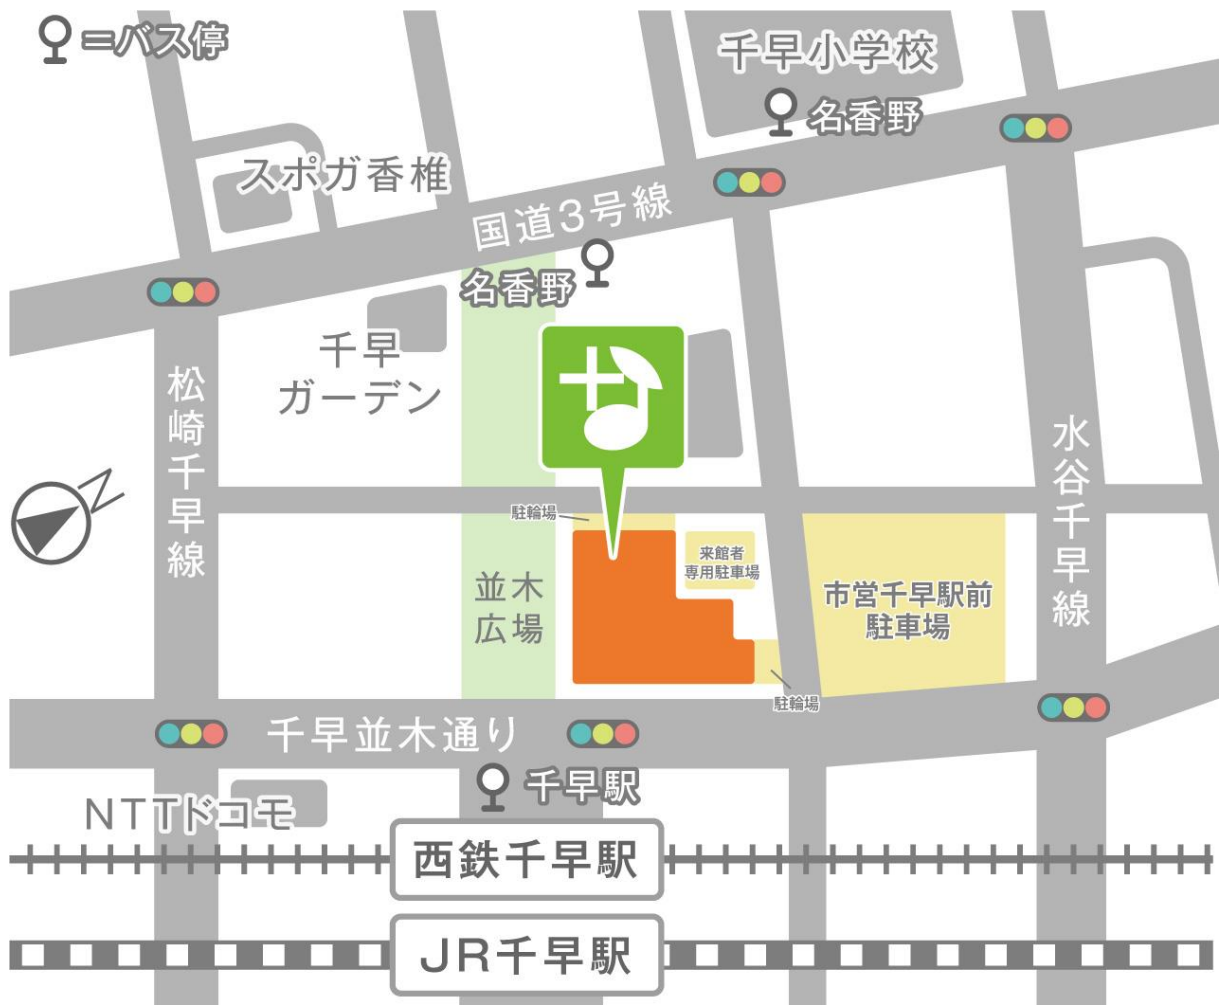 =バス停
千早小学校
名香野
スポガ香椎
国道3号線
名香野
千早
ガーデン
松崎千早線
水谷千早線
N
駐輪場
来館者
専用駐車場
市営千早駅前
駐車場
並木
広場
駐輪場
千早並木通り
千早駅
NTTドコモ
西鉄千早駅
JR千早駅